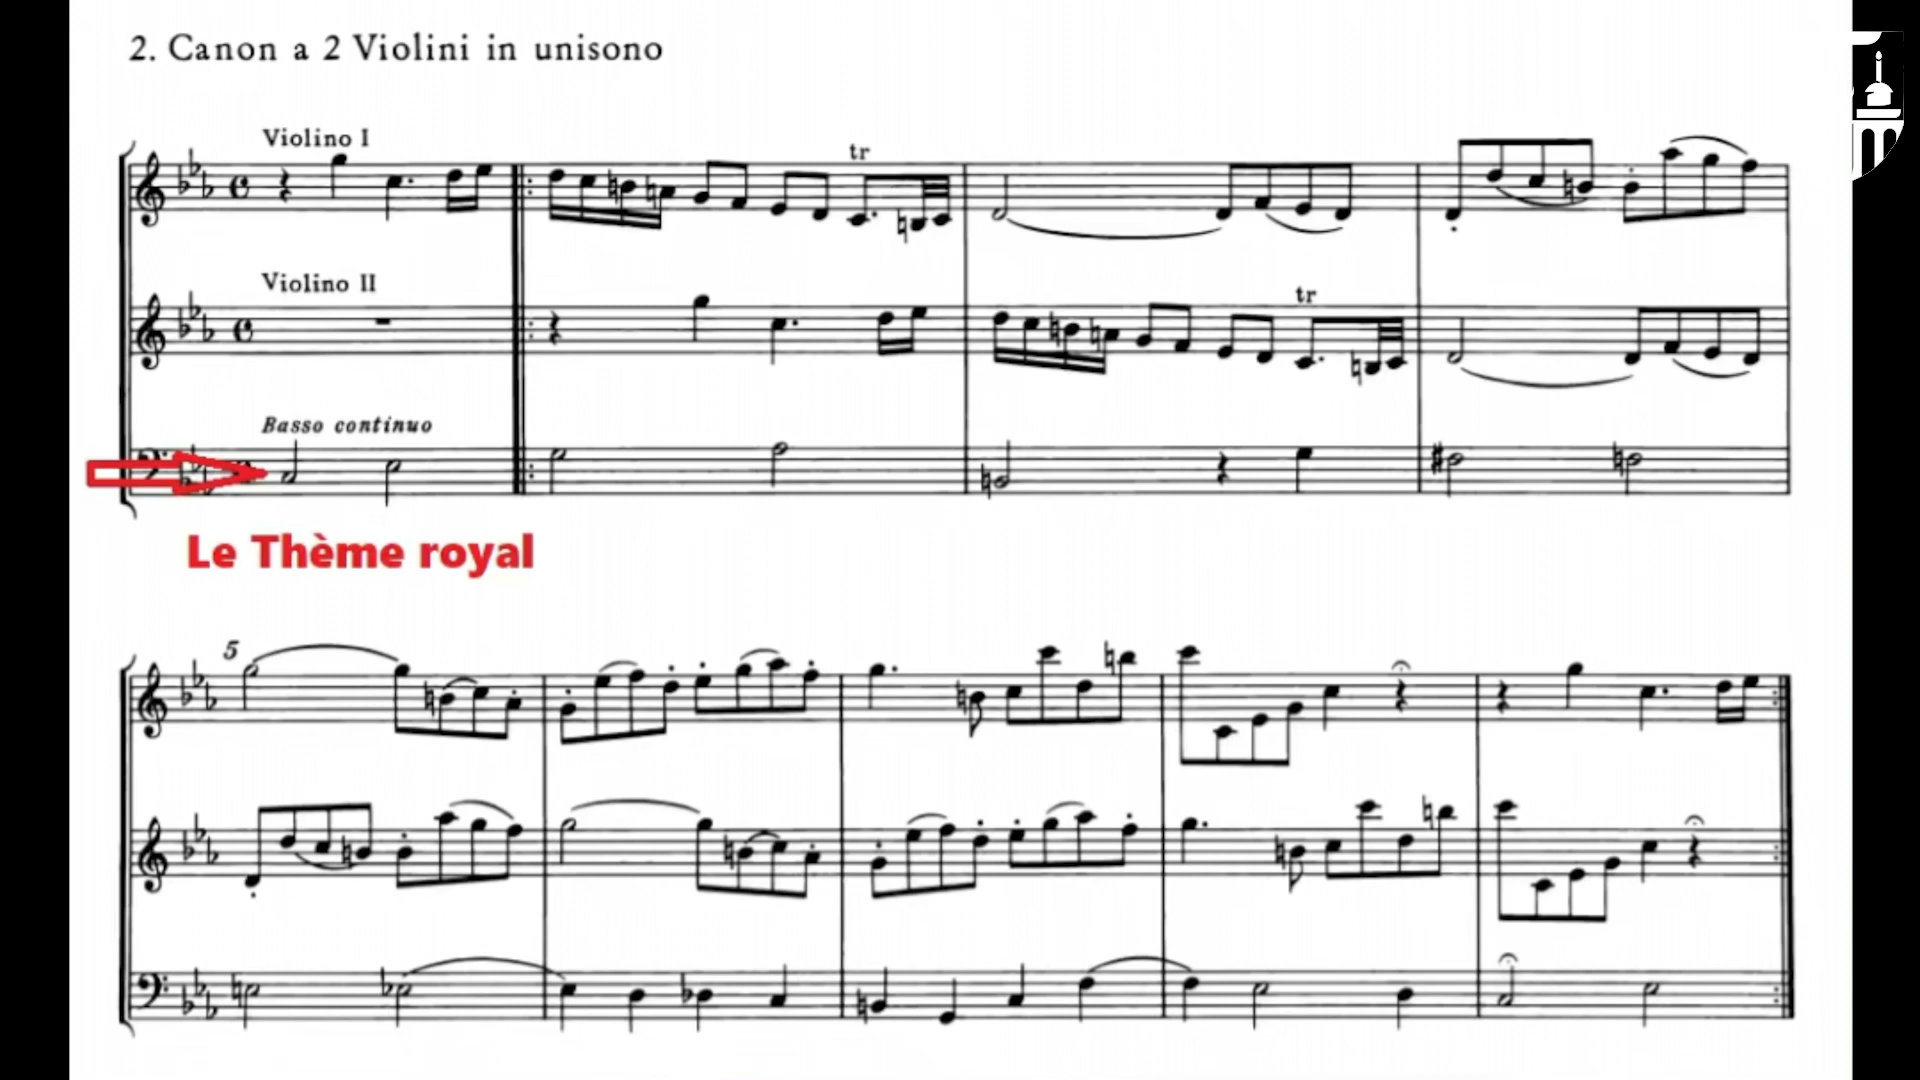 2. Canon a 2 Violini in unisono
Violino I
tr
Violino II
tr
Basso continuo
Le Thème royal
5